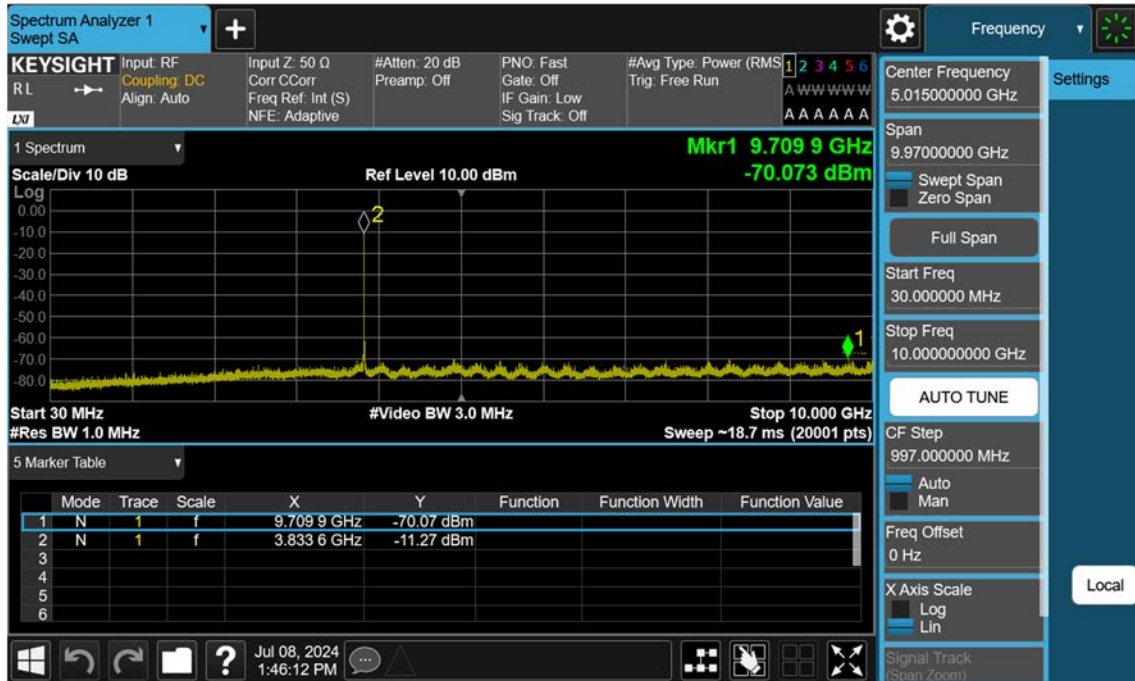 Spectrum Analyzer 1
Swept SA
+
Frequency
KEYSIGHT
RL
LXI
Input: RF
Coupling: DC
Align: Auto
Input Z: 50 Ω
Corr CCorr
Freq Ref: Int (S)
NFE: Adaptive
#Atten: 20 dB
Preamp: Off
PNO: Fast
Gate: Off
IF Gain: Low
Sig Track: Off
#Avg Type: Power (RMS
Trig: Free Run
1 2 3 4 5 6
A W W W W W
A A A A A A
1 Spectrum
Scale/Div 10 dB
Ref Level 10.00 dBm
Mkr1 9.709 9 GHz
-70.073 dBm
Log
0.00
-10.0
-20.0
-30.0
-40.0
-50.0
-60.0
-70.0
-80.0
2
1
Start 30 MHz
#Video BW 3.0 MHz
Stop 10.000 GHz
#Res BW 1.0 MHz
Sweep ~18.7 ms (20001 pts)
5 Marker Table
Mode Trace Scale X Y Function Function Width Function Value
1 N 1 f 9.709 9 GHz -70.07 dBm
2 N 1 f 3.833 6 GHz -11.27 dBm
3
4
5
6
?
Jul 08, 2024
1:46:12 PM
Center Frequency
5.015000000 GHz
Span
9.97000000 GHz
Swept Span
Zero Span
Full Span
Start Freq
30.000000 MHz
Stop Freq
10.000000000 GHz
AUTO TUNE
CF Step
997.000000 MHz
Auto
Man
Freq Offset
0 Hz
X Axis Scale
Log
Lin
Signal Track
(Span Zoom)
Settings
Local